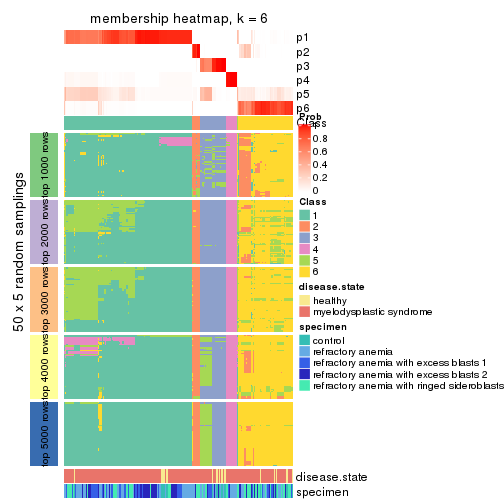 membership heatmap, k = 6
p1
p2
p3
p4
p5
p6
Class
Prob
1
0.8
0.6
0.4
0.2
0
Class
1
2
3
4
5
6
disease.state
healthy
myelodysplastic syndrome
specimen
control
refractory anemia
refractory anemia with excess blasts 1
refractory anemia with excess blasts 2
refractory anemia with ringed sideroblasts
50 x 5 random samplings
top 1000 rows
top 2000 rows
top 3000 rows
top 4000 rows
top 5000 rows
disease.state
specimen